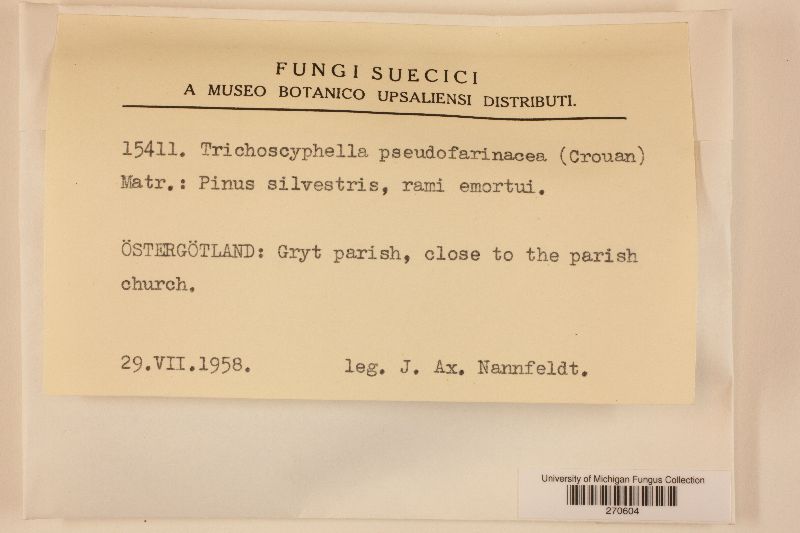 FUNGI SUECICI
A MUSEO BOTANICO UPSALIENSI DISTRIBUTI.
15411. Trichoscyphella pseudofarinacea (Crouan)
Matr.: Pinus silvestris, rami emortui.
ÖSTERGÖTLAND: Gryt parish, close to the parish
church.
29.VII.1958. leg. J. Ax. Nannfeldt.
University of Michigan Fungus Collection
270604